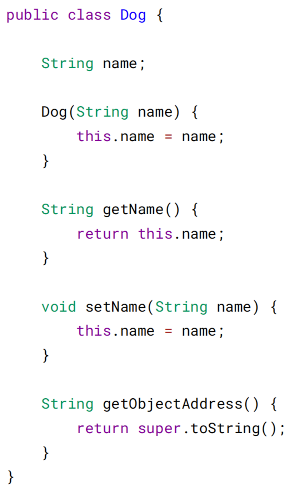 public class Dog {
String name;
Dog(String name) {
this.name = name;
}
String getName() {
return this.name;
}
void setName(String name) {
this.name = name;
}
String getObjectAddress() {
return super.toString();
}
}